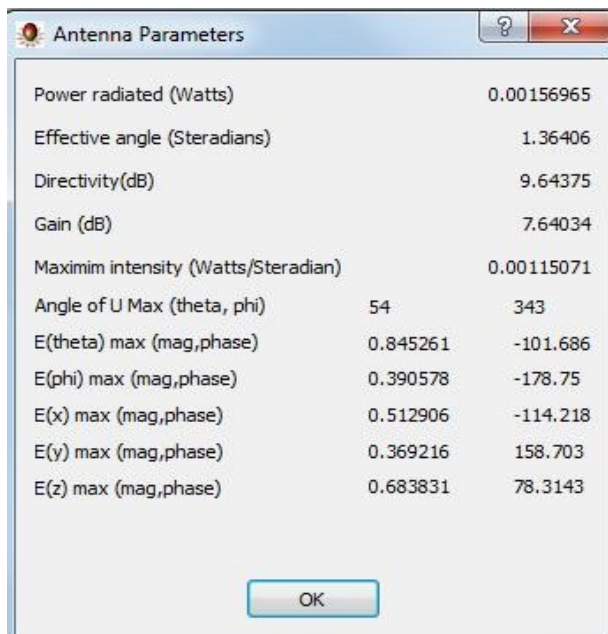 Antenna Parameters
Power radiated (Watts) 0.00156965
Effective angle (Steradians) 1.36406
Directivity(dB) 9.64375
Gain (dB) 7.64034
Maximim intensity (Watts/Steradian) 0.00115071
Angle of U Max (theta, phi) 54 343
E(theta) max (mag,phase) 0.845261 -101.686
E(phi) max (mag,phase) 0.390578 -178.75
E(x) max (mag,phase) 0.512906 -114.218
E(y) max (mag,phase) 0.369216 158.703
E(z) max (mag,phase) 0.683831 78.3143
OK